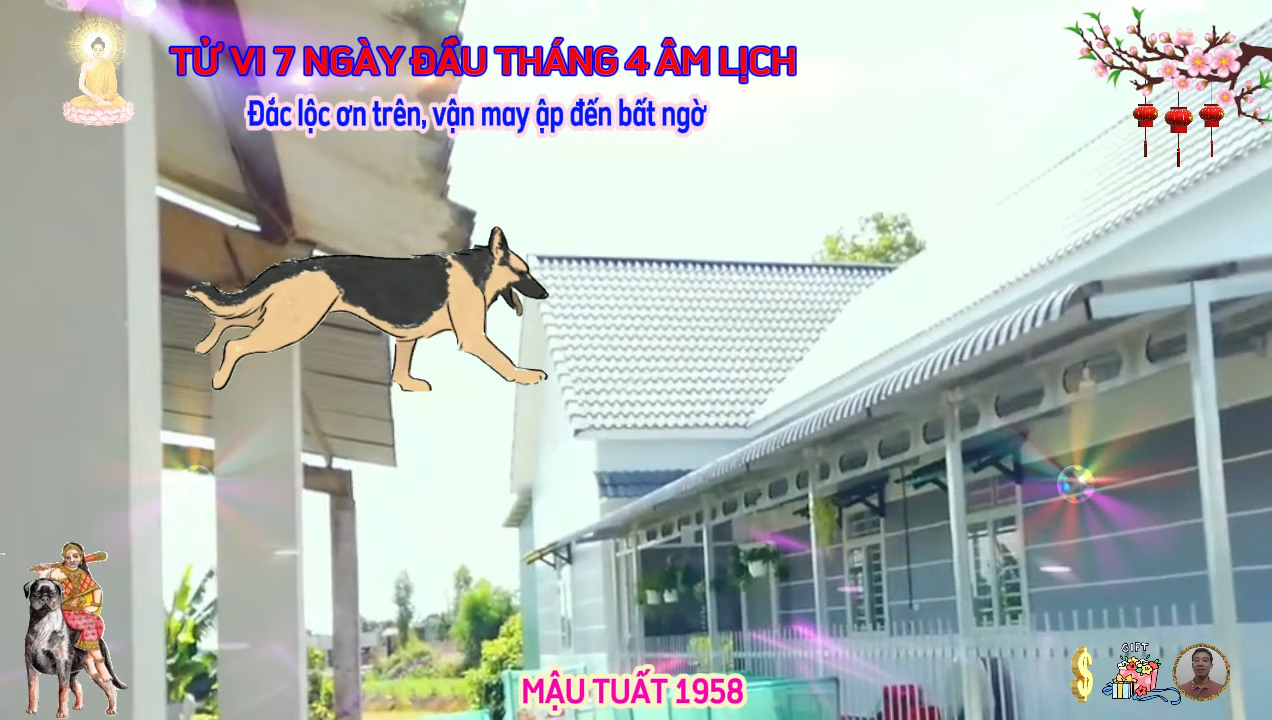 TỬ VI 7 NGÀY ĐẦU THÁNG 4 ÂM LỊCH
Đắc lộc ơn trên, vận may ập đến bất ngờ
GIFT
MẬU TUẤT 1958